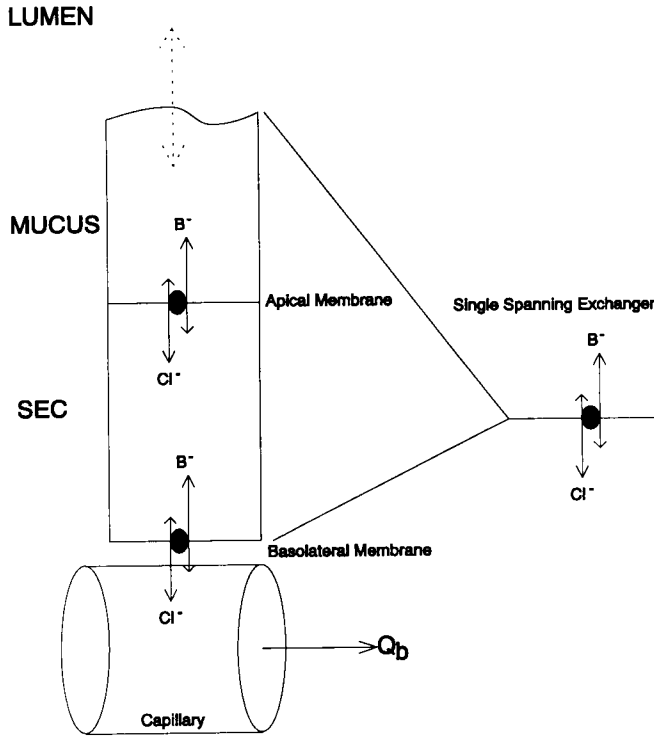 LUMEN
MUCUS
B⁻
Apical Membrane
Single Spanning Exchanger
B⁻
Cl⁻
SEC
Cl⁻
B⁻
Basolateral Membrane
Cl⁻
Qb
Capillary